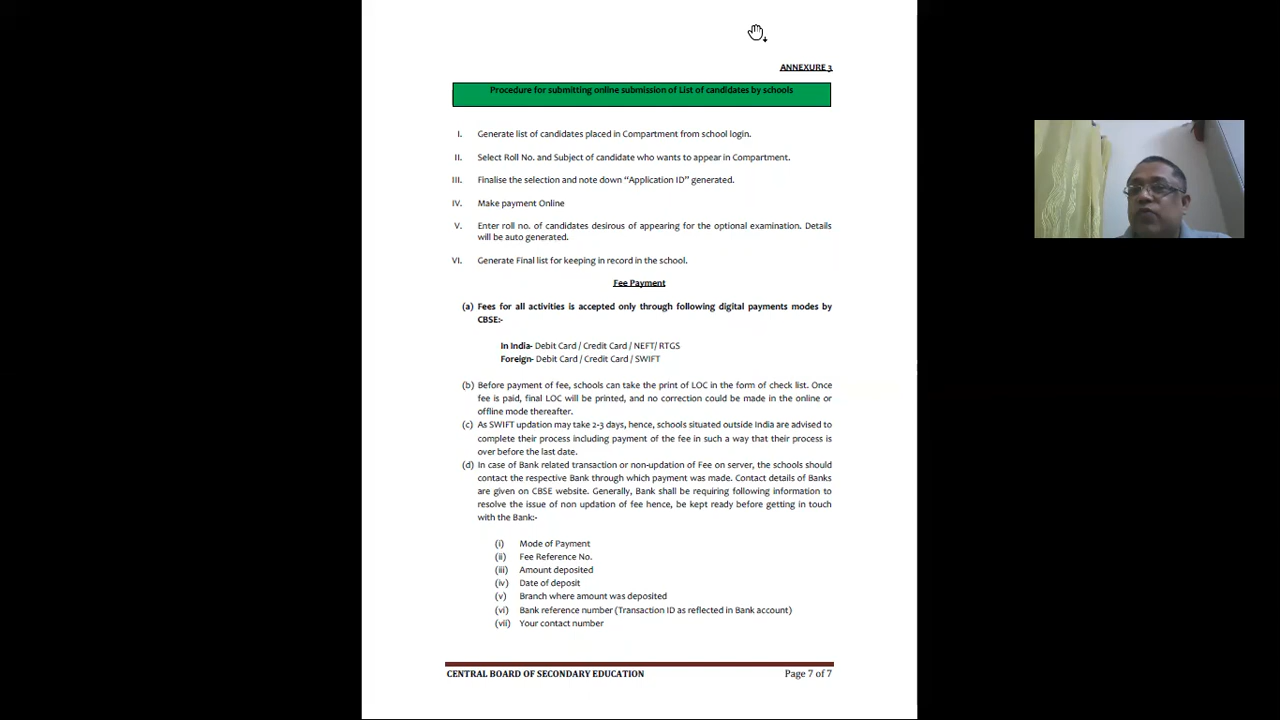 ANNEXURE 3
Procedure for submitting online submission of List of candidates by schools
I. Generate list of candidates placed in Compartment from school login.
II. Select Roll No. and Subject of candidate who wants to appear in Compartment.
III. Finalise the selection and note down “Application ID” generated.
IV. Make payment Online
V. Enter roll no. of candidates desirous of appearing for the optional examination. Details
will be auto generated.
VI. Generate Final list for keeping in record in the school.
Fee Payment
(a) Fees for all activities is accepted only through following digital payments modes by
CBSE:-
In India- Debit Card / Credit Card / NEFT/ RTGS
Foreign- Debit Card / Credit Card / SWIFT
(b) Before payment of fee, schools can take the print of LOC in the form of check list. Once
fee is paid, final LOC will be printed, and no correction could be made in the online or
offline mode thereafter.
(c) As SWIFT updation may take 2-3 days, hence, schools situated outside India are advised to
complete their process including payment of the fee in such a way that their process is
over before the last date.
(d) In case of Bank related transaction or non-updation of Fee on server, the schools should
contact the respective Bank through which payment was made. Contact details of Banks
are given on CBSE website. Generally, Bank shall be requiring following information to
resolve the issue of non updation of fee hence, be kept ready before getting in touch
with the Bank:-
(i) Mode of Payment
(ii) Fee Reference No.
(iii) Amount deposited
(iv) Date of deposit
(v) Branch where amount was deposited
(vi) Bank reference number (Transaction ID as reflected in Bank account)
(vii) Your contact number
CENTRAL BOARD OF SECONDARY EDUCATION Page 7 of 7